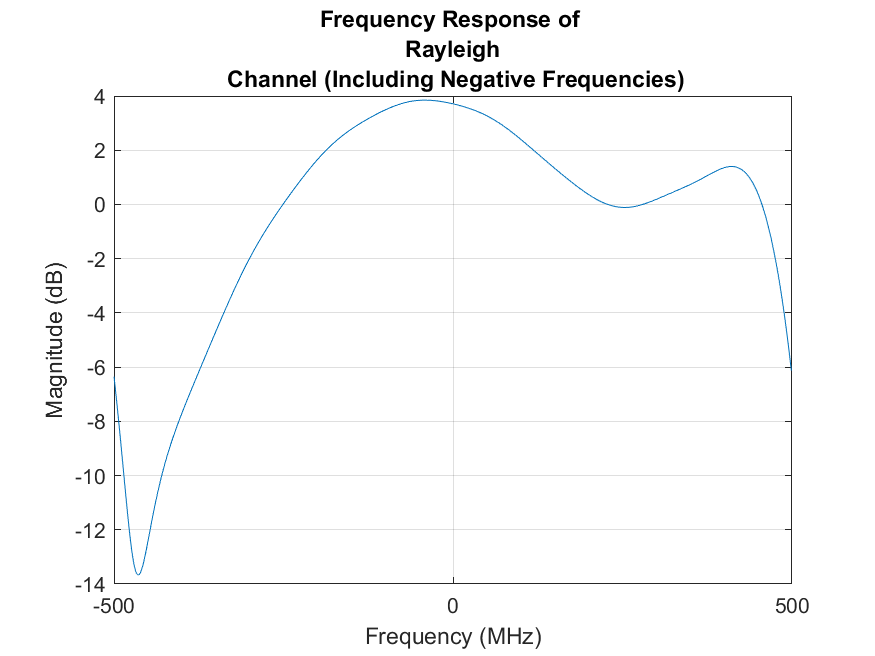 Frequency Response of
Rayleigh
Channel (Including Negative Frequencies)
4
2
0
-2
-4
-6
-8
-10
-12
-14
Magnitude (dB)
-500
0
500
Frequency (MHz)